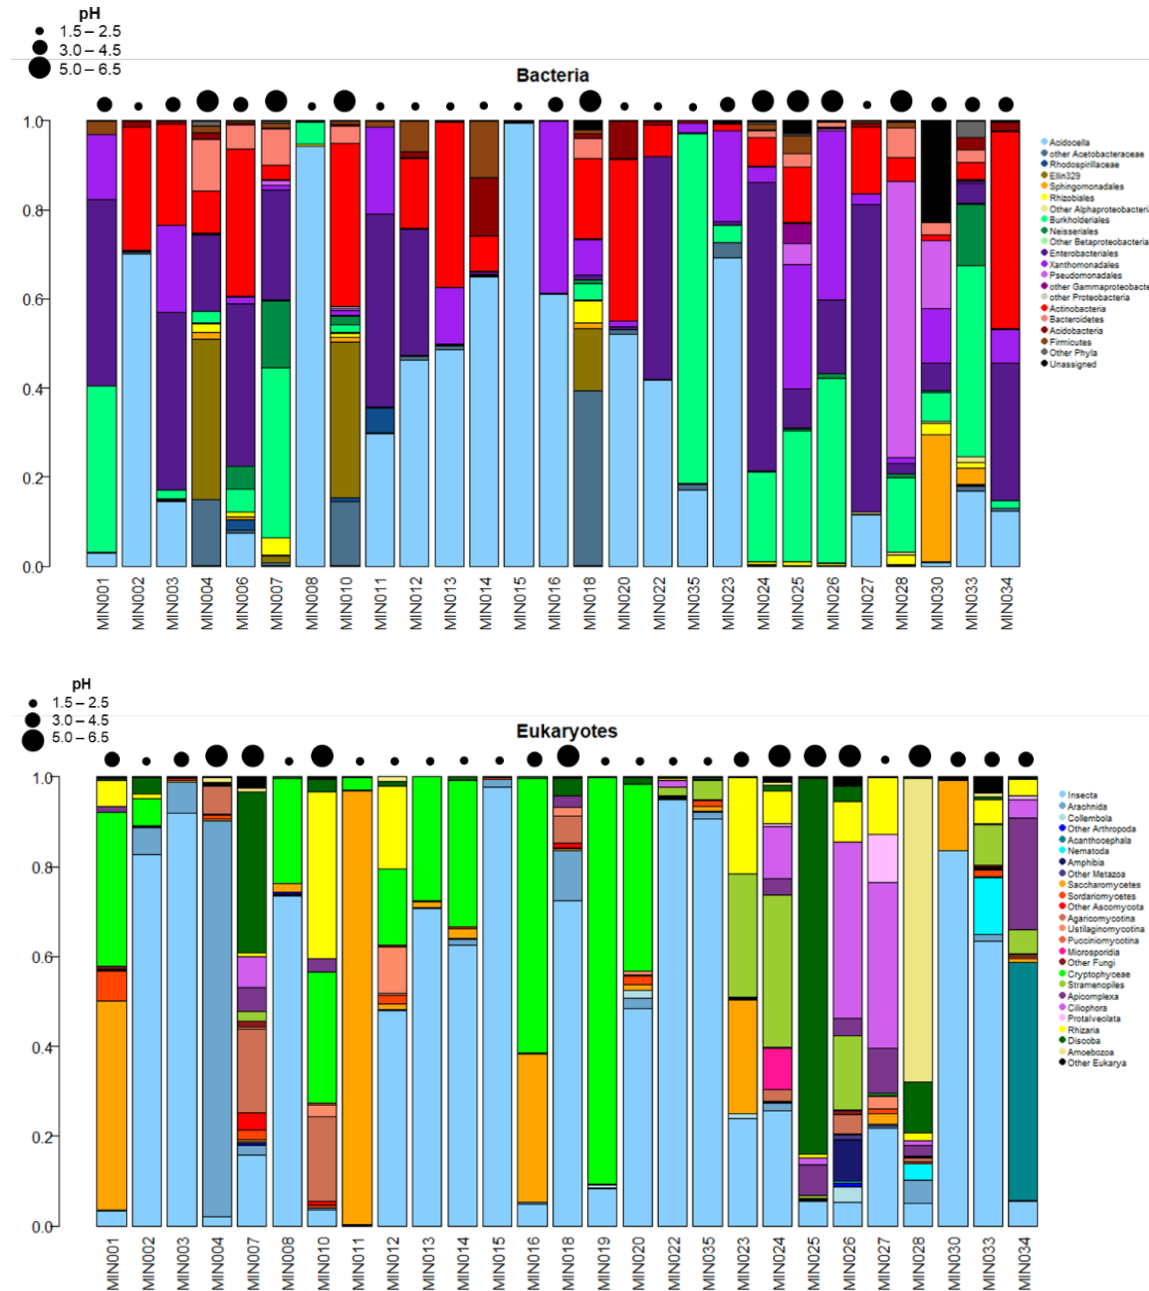 pH
1.5 – 2.5
3.0 – 4.5
5.0 – 6.5
Bacteria
1.0
0.8
0.6
0.4
0.2
0.0
MIN001 MIN002 MIN003 MIN004 MIN006 MIN007 MIN008 MIN010 MIN011 MIN012 MIN013 MIN014 MIN015 MIN016 MIN018 MIN020 MIN022 MIN035 MIN023 MIN024 MIN025 MIN026 MIN027 MIN028 MIN030 MIN033 MIN034
Acidocella
other Acetobacteraceae
Rhodospirillaceae
Ellin329
Sphingomonadales
Rhizobiales
Other Alphaproteobacteri
Burkholderiales
Neisseriales
Other Betaproteobacteria
Enterobacteriales
Xanthomonadales
Pseudomonadales
other Gammaproteobacte
other Proteobacteria
Actinobacteria
Bacteroidetes
Acidobacteria
Firmicutes
Other Phyla
Unassigned
pH
1.5 – 2.5
3.0 – 4.5
5.0 – 6.5
Eukaryotes
1.0
0.8
0.6
0.4
0.2
0.0
MIN001 MIN002 MIN003 MIN004 MIN007 MIN008 MIN010 MIN011 MIN012 MIN013 MIN014 MIN015 MIN016 MIN018 MIN019 MIN020 MIN022 MIN035 MIN023 MIN024 MIN025 MIN026 MIN027 MIN028 MIN030 MIN033 MIN034
Insecta
Arachnida
Collembola
Other Arthropoda
Acanthocephala
Nematoda
Amphibia
Other Metazoa
Saccharomycetes
Sordariomycetes
Other Ascomycota
Agaricomycotina
Ustilaginomycotina
Pucciniomycotina
Microsporidia
Other Fungi
Cryptophyceae
Stramenopiles
Apicomplexa
Ciliophora
Protalveolata
Rhizaria
Discoba
Amoebozoa
Other Eukarya